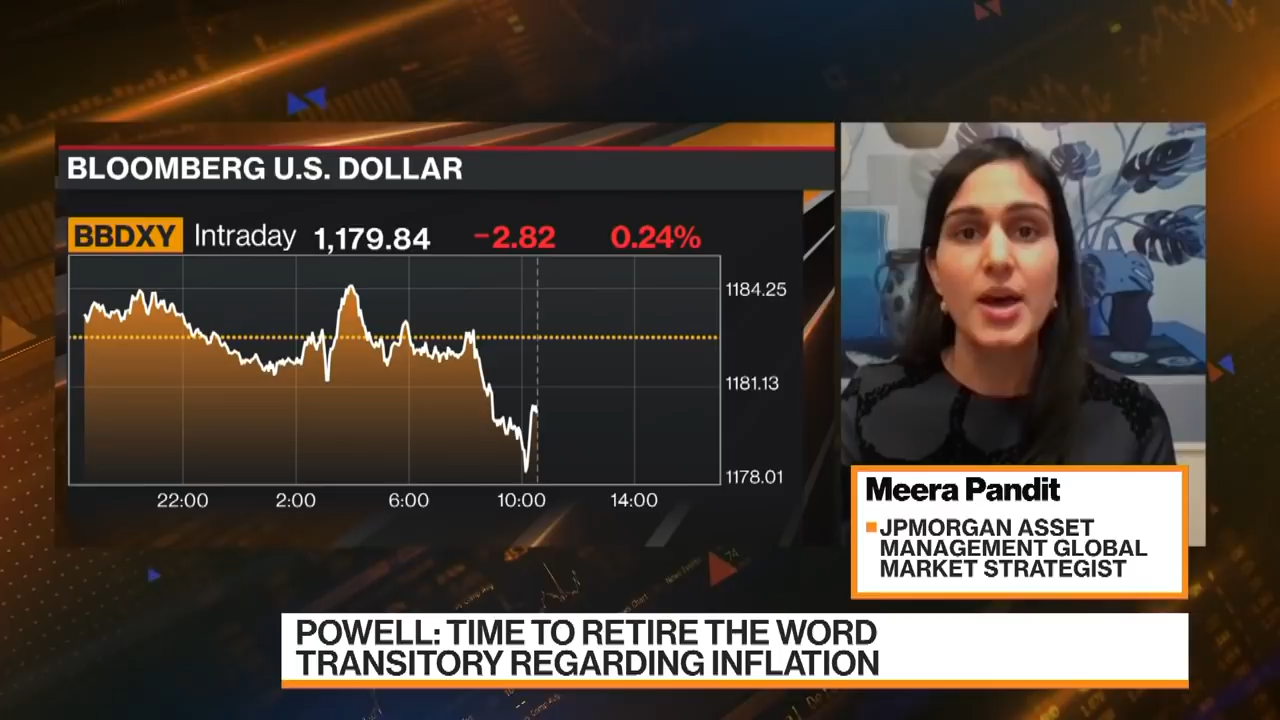 BLOOMBERG U.S. DOLLAR
BBDXY Intraday 1,179.84 -2.82 0.24%
1184.25
1181.13
1178.01
22:00 2:00 6:00 10:00 14:00
Meera Pandit
JPMORGAN ASSET
MANAGEMENT GLOBAL
MARKET STRATEGIST
POWELL: TIME TO RETIRE THE WORD
TRANSITORY REGARDING INFLATION